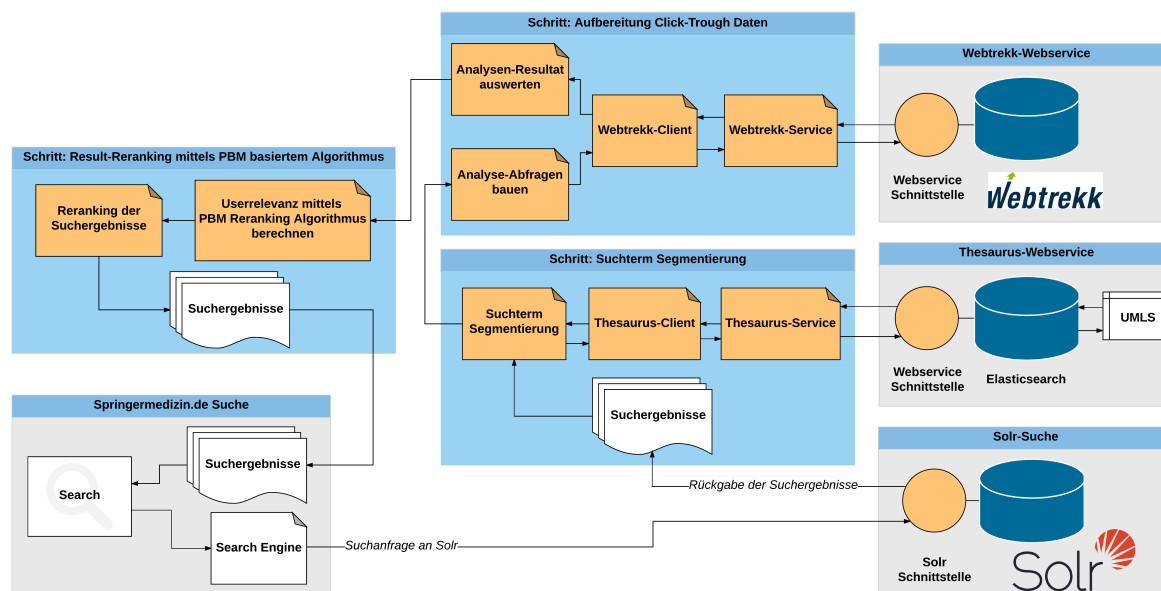 Schritt: Aufbereitung Click-Trough Daten
Analysen-Resultat
auswerten
Webtrekk-Client
Webtrekk-Service
Analyse-Abfragen
bauen
Webtrekk-Webservice
Webservice
Schnittstelle
Webtrekk
Schritt: Result-Reranking mittels PBM basiertem Algorithmus
Reranking der
Suchergebnisse
Userrelevanz mittels
PBM Reranking Algorithmus
berechnen
Suchergebnisse
Schritt: Suchterm Segmentierung
Suchterm
Segmentierung
Thesaurus-Client
Thesaurus-Service
Suchergebnisse
Thesaurus-Webservice
UMLS
Webservice
Schnittstelle
Elasticsearch
Springermedizin.de Suche
Suchergebnisse
Search
Search Engine
Suchanfrage an Solr
Rückgabe der Suchergebnisse
Solr-Suche
Solr
Schnittstelle
Solr